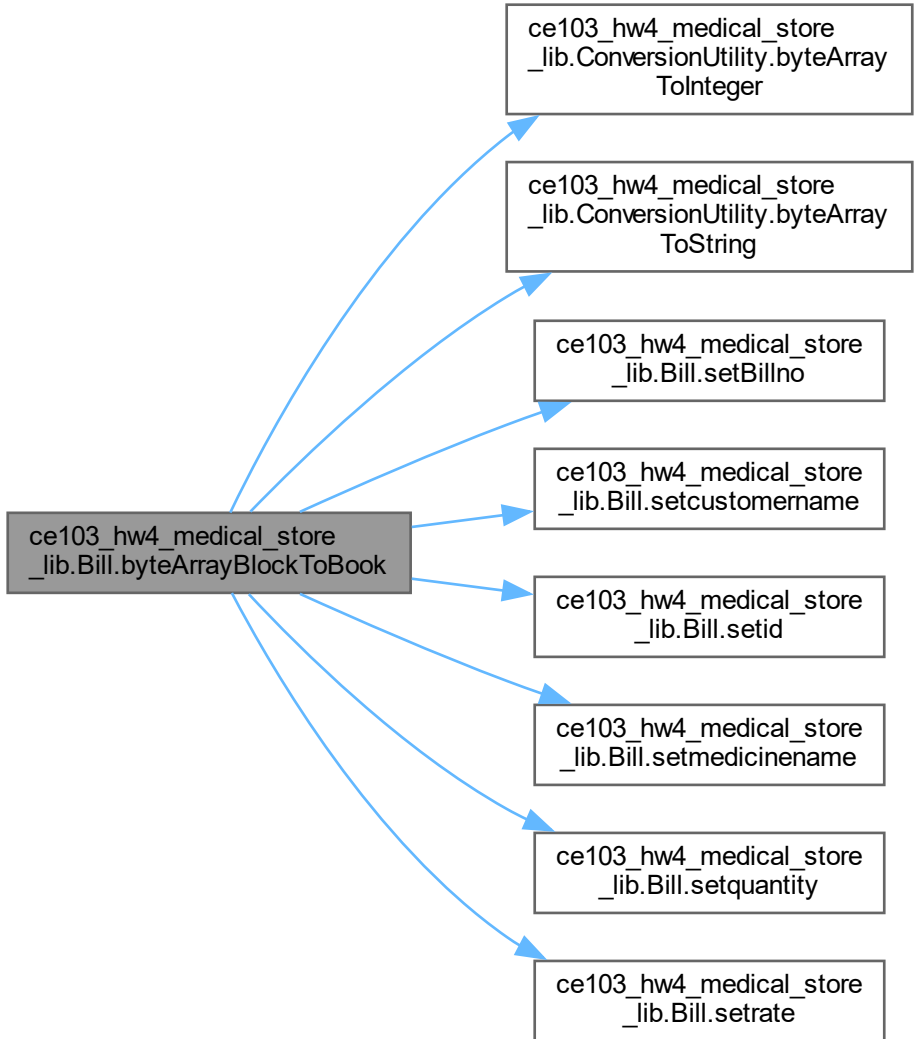 ce103_hw4_medical_store
_lib.ConversionUtility.byteArray
ToInteger
ce103_hw4_medical_store
_lib.ConversionUtility.byteArray
ToString
ce103_hw4_medical_store
_lib.Bill.setBillno
ce103_hw4_medical_store
_lib.Bill.setcustomername
ce103_hw4_medical_store
_lib.Bill.byteArrayBlockToBook
ce103_hw4_medical_store
_lib.Bill.setid
ce103_hw4_medical_store
_lib.Bill.setmedicinename
ce103_hw4_medical_store
_lib.Bill.setquantity
ce103_hw4_medical_store
_lib.Bill.setrate